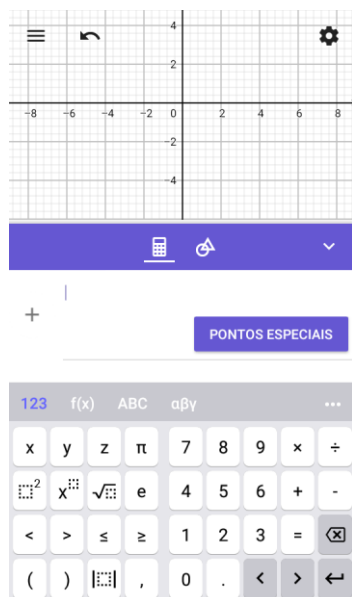 4
2
-8 -6 -4 -2 0 2 4 6 8
-2
-4
PONTOS ESPECIAIS
123 f(x) ABC αβγ ...
x y z π 7 8 9 × ÷
² x √ e 4 5 6 + -
< > ≤ ≥ 1 2 3 =
( ) | | , 0 . < >